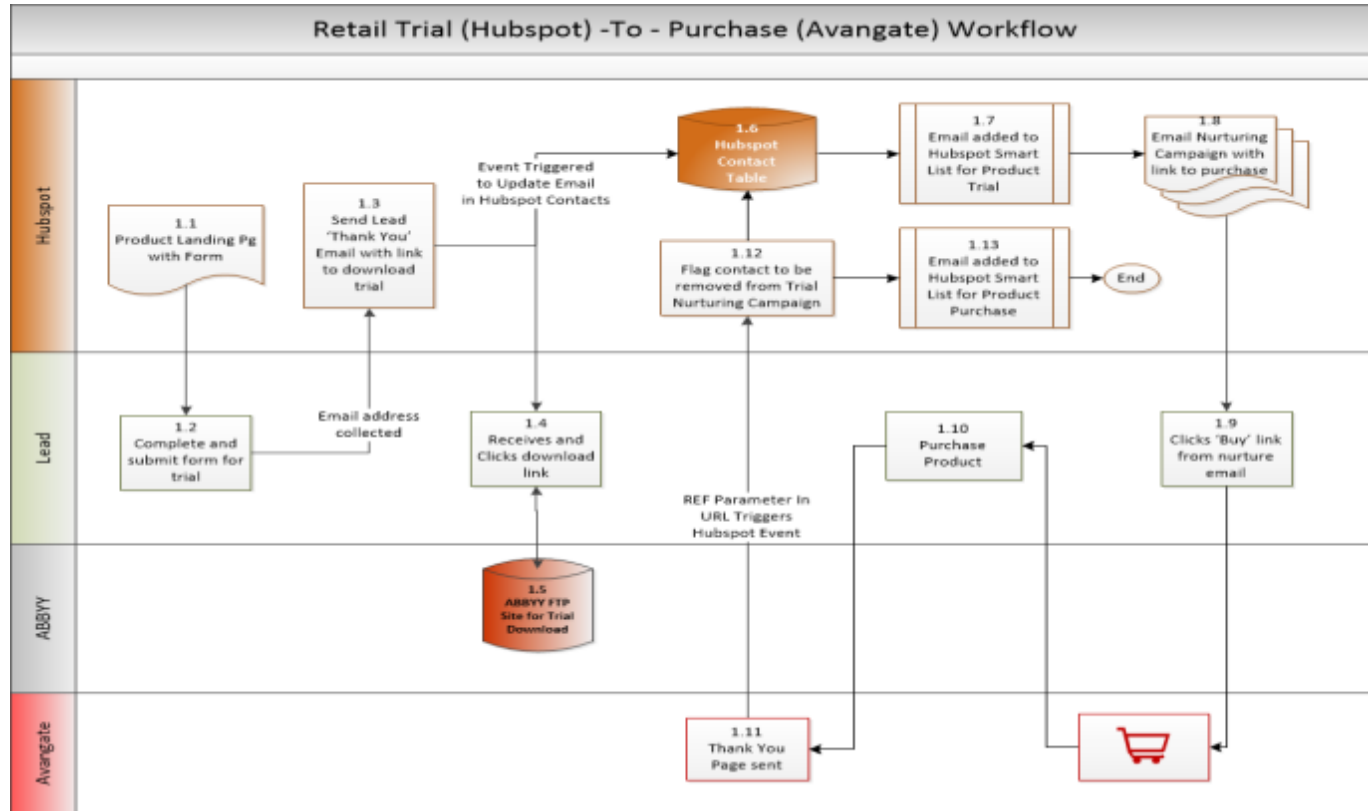 Retail Trial (Hubspot) -To - Purchase (Avangate) Workflow
Hubspot
1.1
Product Landing Pg
with Form
1.3
Send Lead
'Thank You'
Email with link
to download
trial
Event Triggered
to Update Email
in Hubspot Contacts
1.6
Hubspot
Contact
Table
1.7
Email added to
Hubspot Smart
List for Product
Trial
1.8
Email Nurturing
Campaign with
link to purchase
1.12
Flag contact to be
removed from Trial
Nurturing Campaign
1.13
Email added to
Hubspot Smart
List for Product
Purchase
End
Lead
1.2
Complete and
submit form for
trial
Email address
collected
1.4
Receives and
Clicks download
link
REF Parameter In
URL Triggers
Hubspot Event
1.10
Purchase
Product
1.9
Clicks 'Buy' link
from nurture
email
ABBYY
1.5
ABBYY FTP
Site for Trial
Download
Avangate
1.11
Thank You
Page sent